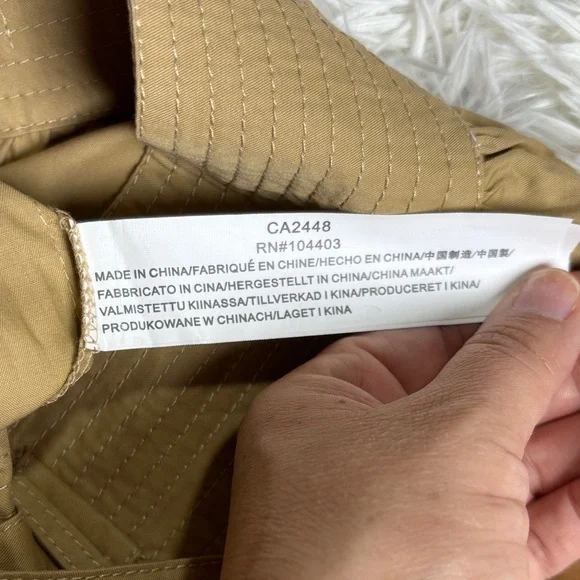 CA2448
RN#104403
MADE IN CHINA/FABRIQUÉ EN CHINE/HECHO EN CHINA/中国制造/中国製/
FABBRICATO IN CINA/HERGESTELLT IN CHINA/CHINA MAAKT/
VALMISTETTU KIINASSA/TILLVERKAD I KINA/PRODUCERET I KINA/
PRODUKOWANE W CHINACH/LAGET I KINA